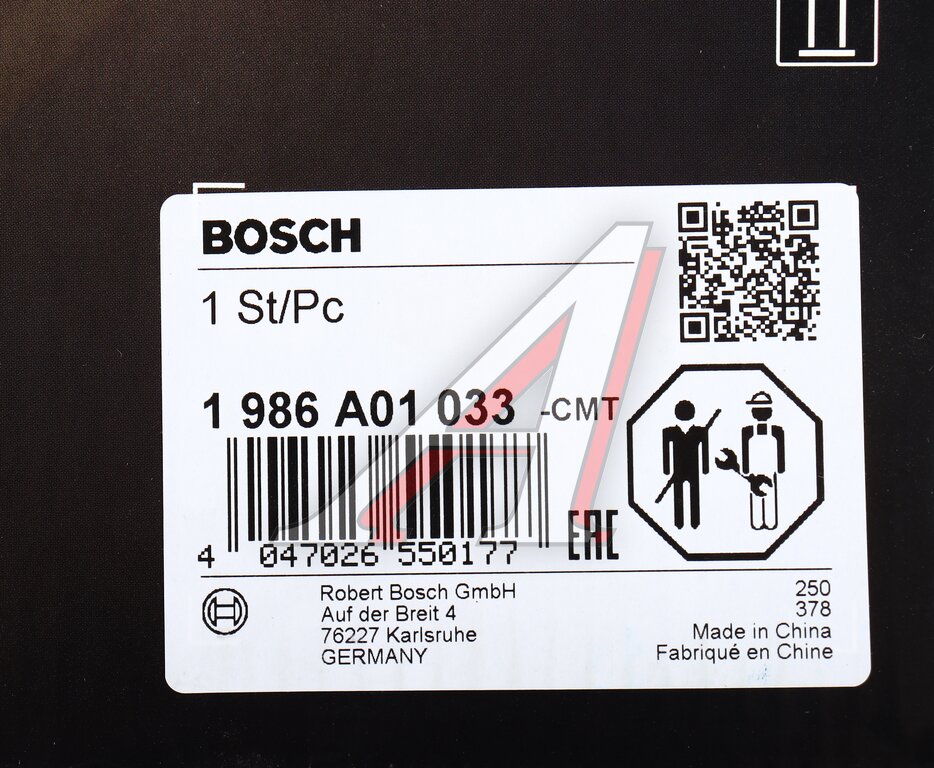 BOSCH
1 St/Pc
1 986 A01 033 -CMT
4 047026 550177
EAC
Robert Bosch GmbH
Auf der Breit 4
76227 Karlsruhe
GERMANY
250
378
Made in China
Fabriqué en Chine